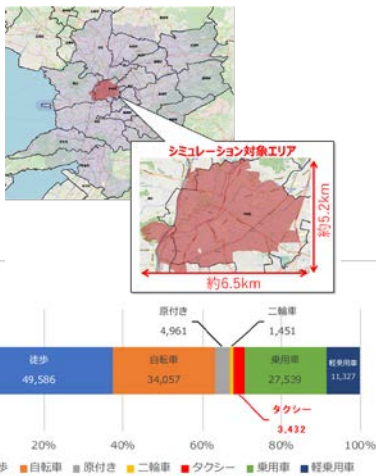 シミュレーション対象エリア
約5.2km
約6.5km
原付き
4,961
二輪車
1,451
徒歩
49,586
自転車
34,057
乗用車
27,539
軽乗用車
11,327
タクシー
3,432
20%
40%
60%
80%
100%
歩 自転車 原付き 二輪車 タクシー 乗用車 軽乗用車